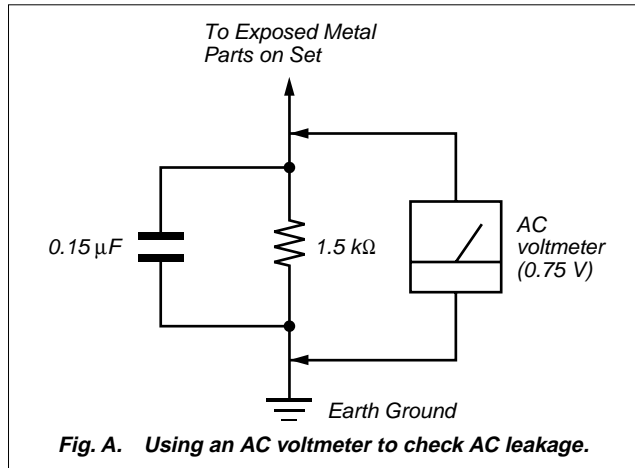 To Exposed Metal
Parts on Set
0.15 μF
1.5 kΩ
AC
voltmeter
(0.75 V)
Earth Ground
Fig. A. Using an AC voltmeter to check AC leakage.